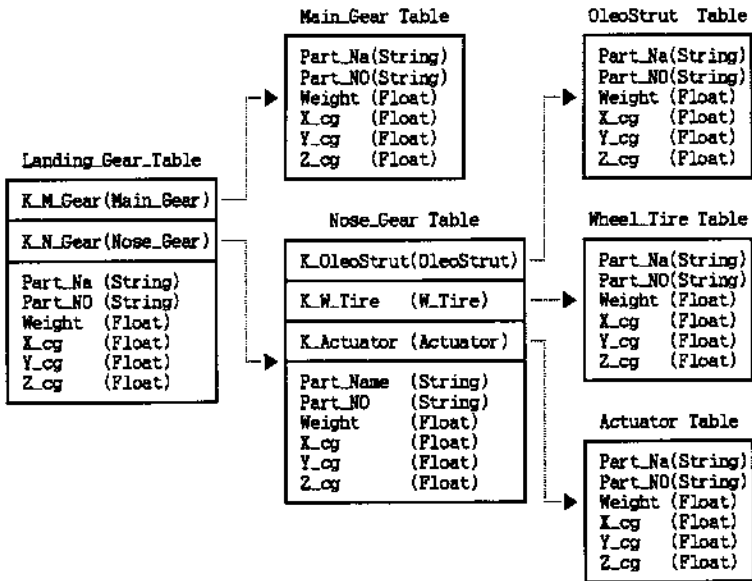 Landing_Gear_Table
K_M_Gear(Main_Gear)
K_N_Gear(Nose_Gear)
Part_Na (String)
Part_NO (String)
Weight (Float)
X_cg (Float)
Y_cg (Float)
Z_cg (Float)
Main_Gear Table
Part_Na(String)
Part_NO(String)
Weight (Float)
X_cg (Float)
Y_cg (Float)
Z_cg (Float)
Nose_Gear Table
K_OleoStrut(OleoStrut)
K_W_Tire (W_Tire)
K_Actuator (Actuator)
Part_Name (String)
Part_NO (String)
Weight (Float)
X_cg (Float)
Y_cg (Float)
Z_cg (Float)
OleoStrut Table
Part_Na(String)
Part_NO(String)
Weight (Float)
X_cg (Float)
Y_cg (Float)
Z_cg (Float)
Wheel_Tire Table
Part_Na(String)
Part_NO(String)
Weight (Float)
X_cg (Float)
Y_cg (Float)
Z_cg (Float)
Actuator Table
Part_Na(String)
Part_NO(String)
Weight (Float)
X_cg (Float)
Y_cg (Float)
Z_cg (Float)